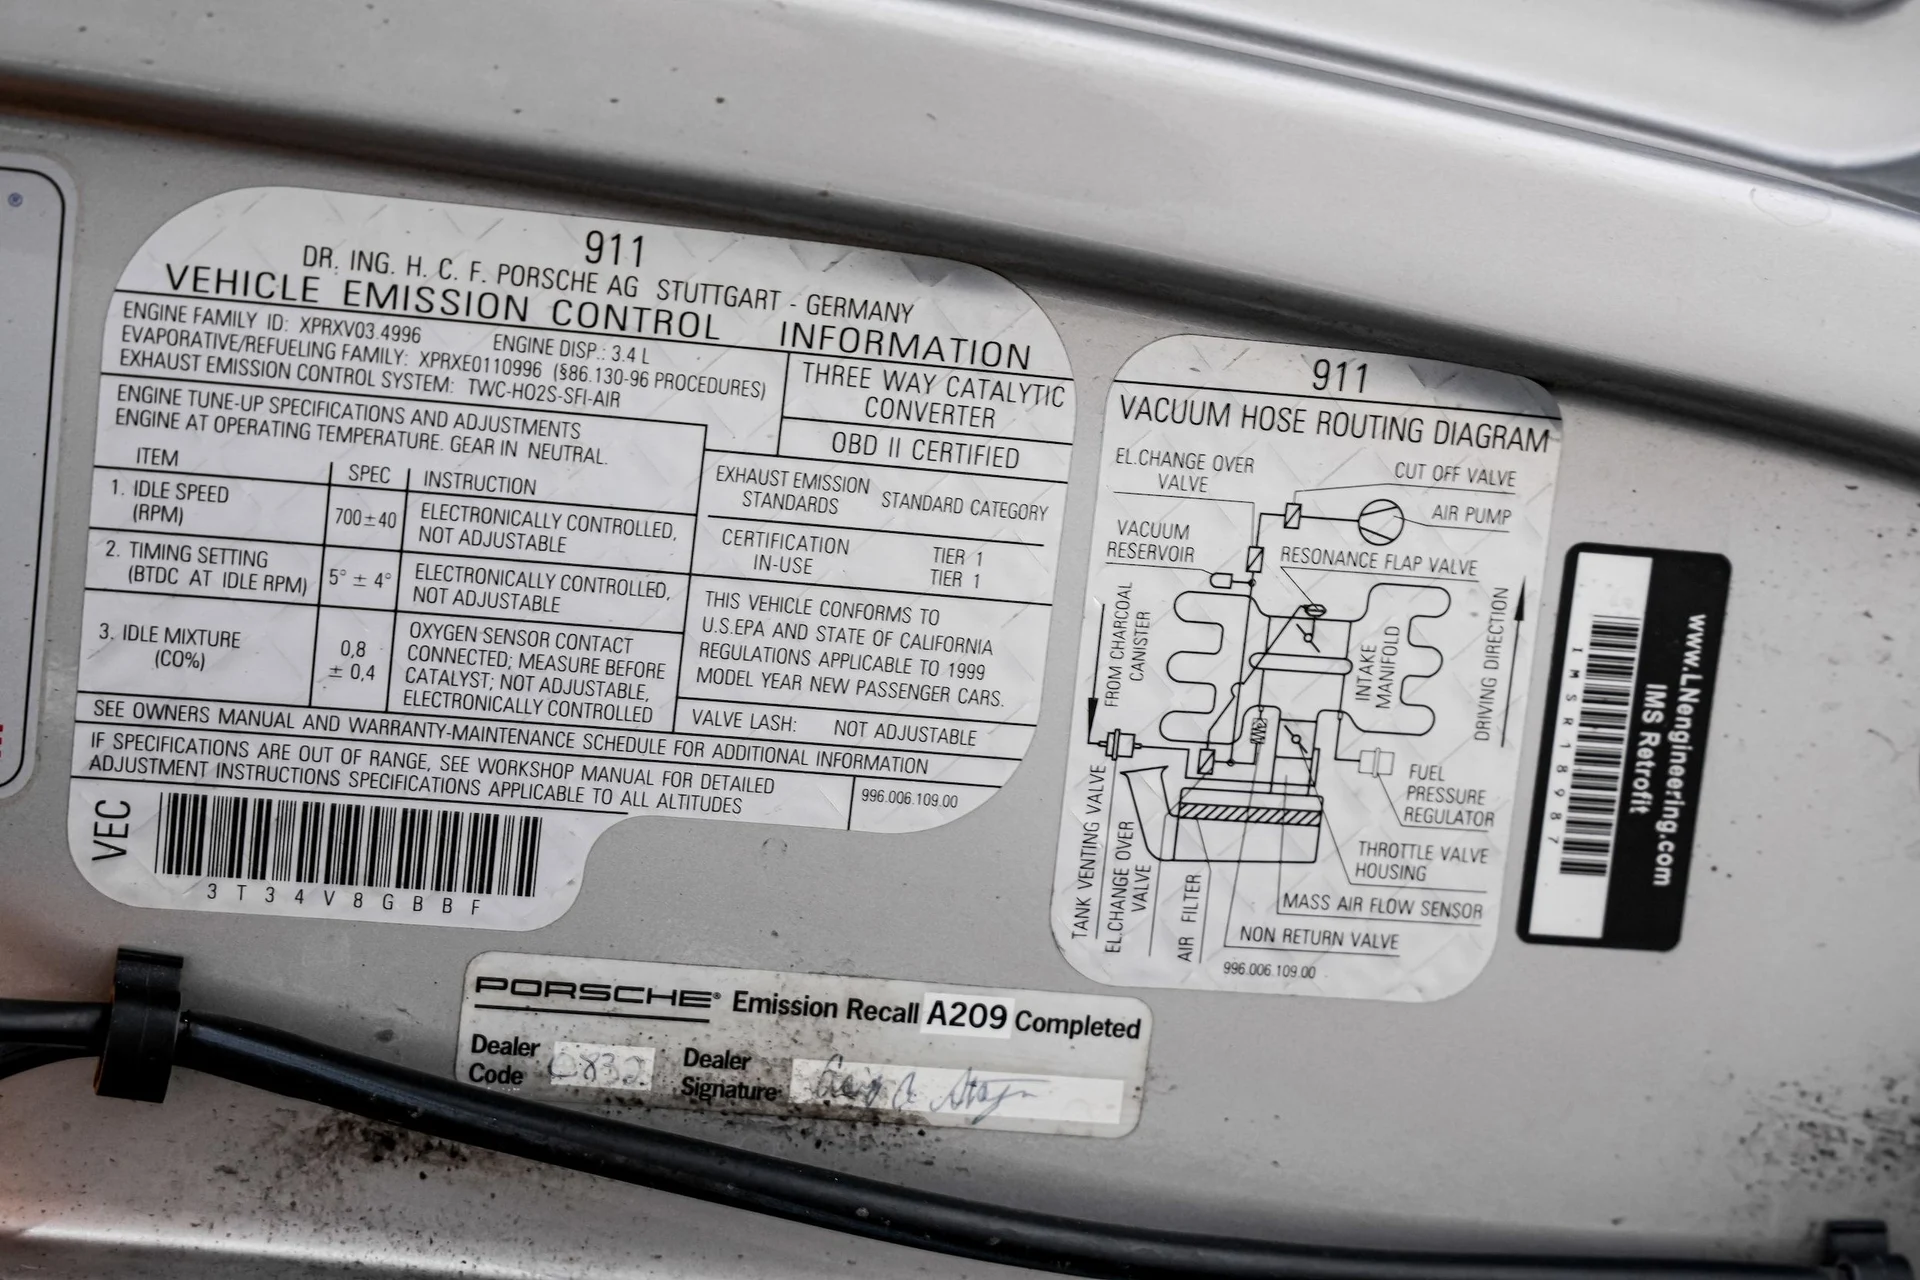 911
DR. ING. H. C. F. PORSCHE AG STUTTGART - GERMANY
VEHICLE EMISSION CONTROL INFORMATION
ENGINE FAMILY ID: XPRXV03.4996 ENGINE DISP.: 3.4 L
EVAPORATIVE/REFUELING FAMILY: XPRXE0110996 (§86.130-96 PROCEDURES)
EXHAUST EMISSION CONTROL SYSTEM: TWC-HO2S-SFI-AIR
THREE WAY CATALYTIC
CONVERTER
OBD II CERTIFIED
ENGINE TUNE-UP SPECIFICATIONS AND ADJUSTMENTS
ENGINE AT OPERATING TEMPERATURE. GEAR IN NEUTRAL.
ITEM SPEC INSTRUCTION
1. IDLE SPEED
(RPM)
700±40
ELECTRONICALLY CONTROLLED,
NOT ADJUSTABLE
2. TIMING SETTING
(BTDC AT IDLE RPM)
5° ± 4°
ELECTRONICALLY CONTROLLED,
NOT ADJUSTABLE
3. IDLE MIXTURE
(CO%)
0,8
± 0,4
OXYGEN SENSOR CONTACT
CONNECTED; MEASURE BEFORE
CATALYST; NOT ADJUSTABLE,
ELECTRONICALLY CONTROLLED
EXHAUST EMISSION
STANDARDS
STANDARD CATEGORY
CERTIFICATION TIER 1
IN-USE TIER 1
THIS VEHICLE CONFORMS TO
U.S.EPA AND STATE OF CALIFORNIA
REGULATIONS APPLICABLE TO 1999
MODEL YEAR NEW PASSENGER CARS.
VALVE LASH: NOT ADJUSTABLE
SEE OWNERS MANUAL AND WARRANTY-MAINTENANCE SCHEDULE FOR ADDITIONAL INFORMATION
IF SPECIFICATIONS ARE OUT OF RANGE, SEE WORKSHOP MANUAL FOR DETAILED
ADJUSTMENT INSTRUCTIONS SPECIFICATIONS APPLICABLE TO ALL ALTITUDES
996.006.109.00
VEC
3T34V8GBBF
911
VACUUM HOSE ROUTING DIAGRAM
EL.CHANGE OVER
VALVE
CUT OFF VALVE
AIR PUMP
VACUUM
RESERVOIR
RESONANCE FLAP VALVE
FROM CHARCOAL
CANISTER
INTAKE
MANIFOLD
DRIVING DIRECTION
TANK VENTING VALVE
EL.CHANGE OVER
VALVE
AIR FILTER
FUEL
PRESSURE
REGULATOR
THROTTLE VALVE
HOUSING
MASS AIR FLOW SENSOR
NON RETURN VALVE
996.006.109.00
www.LNengineering.com
IMS Retrofit
IMSR18987
PORSCHE® Emission Recall A209 Completed
Dealer
Code
Dealer
Signature